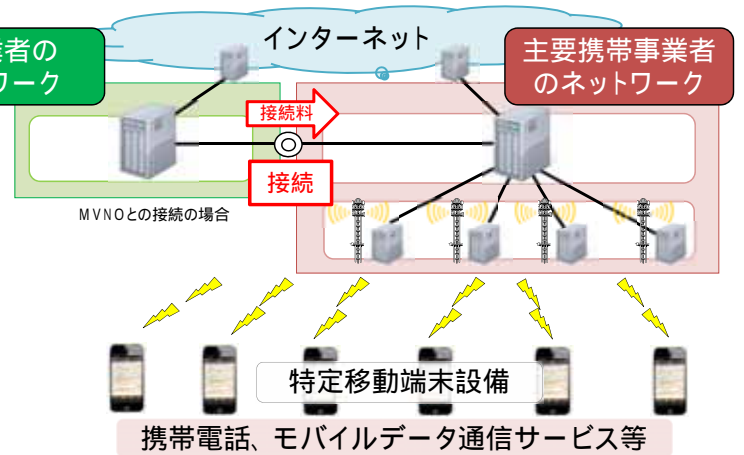 インターネット
業者の
ワーク
主要携帯事業者
のネットワーク
接続料
接続
MVNOとの接続の場合
特定移動端末設備
携帯電話、モバイルデータ通信サービス等